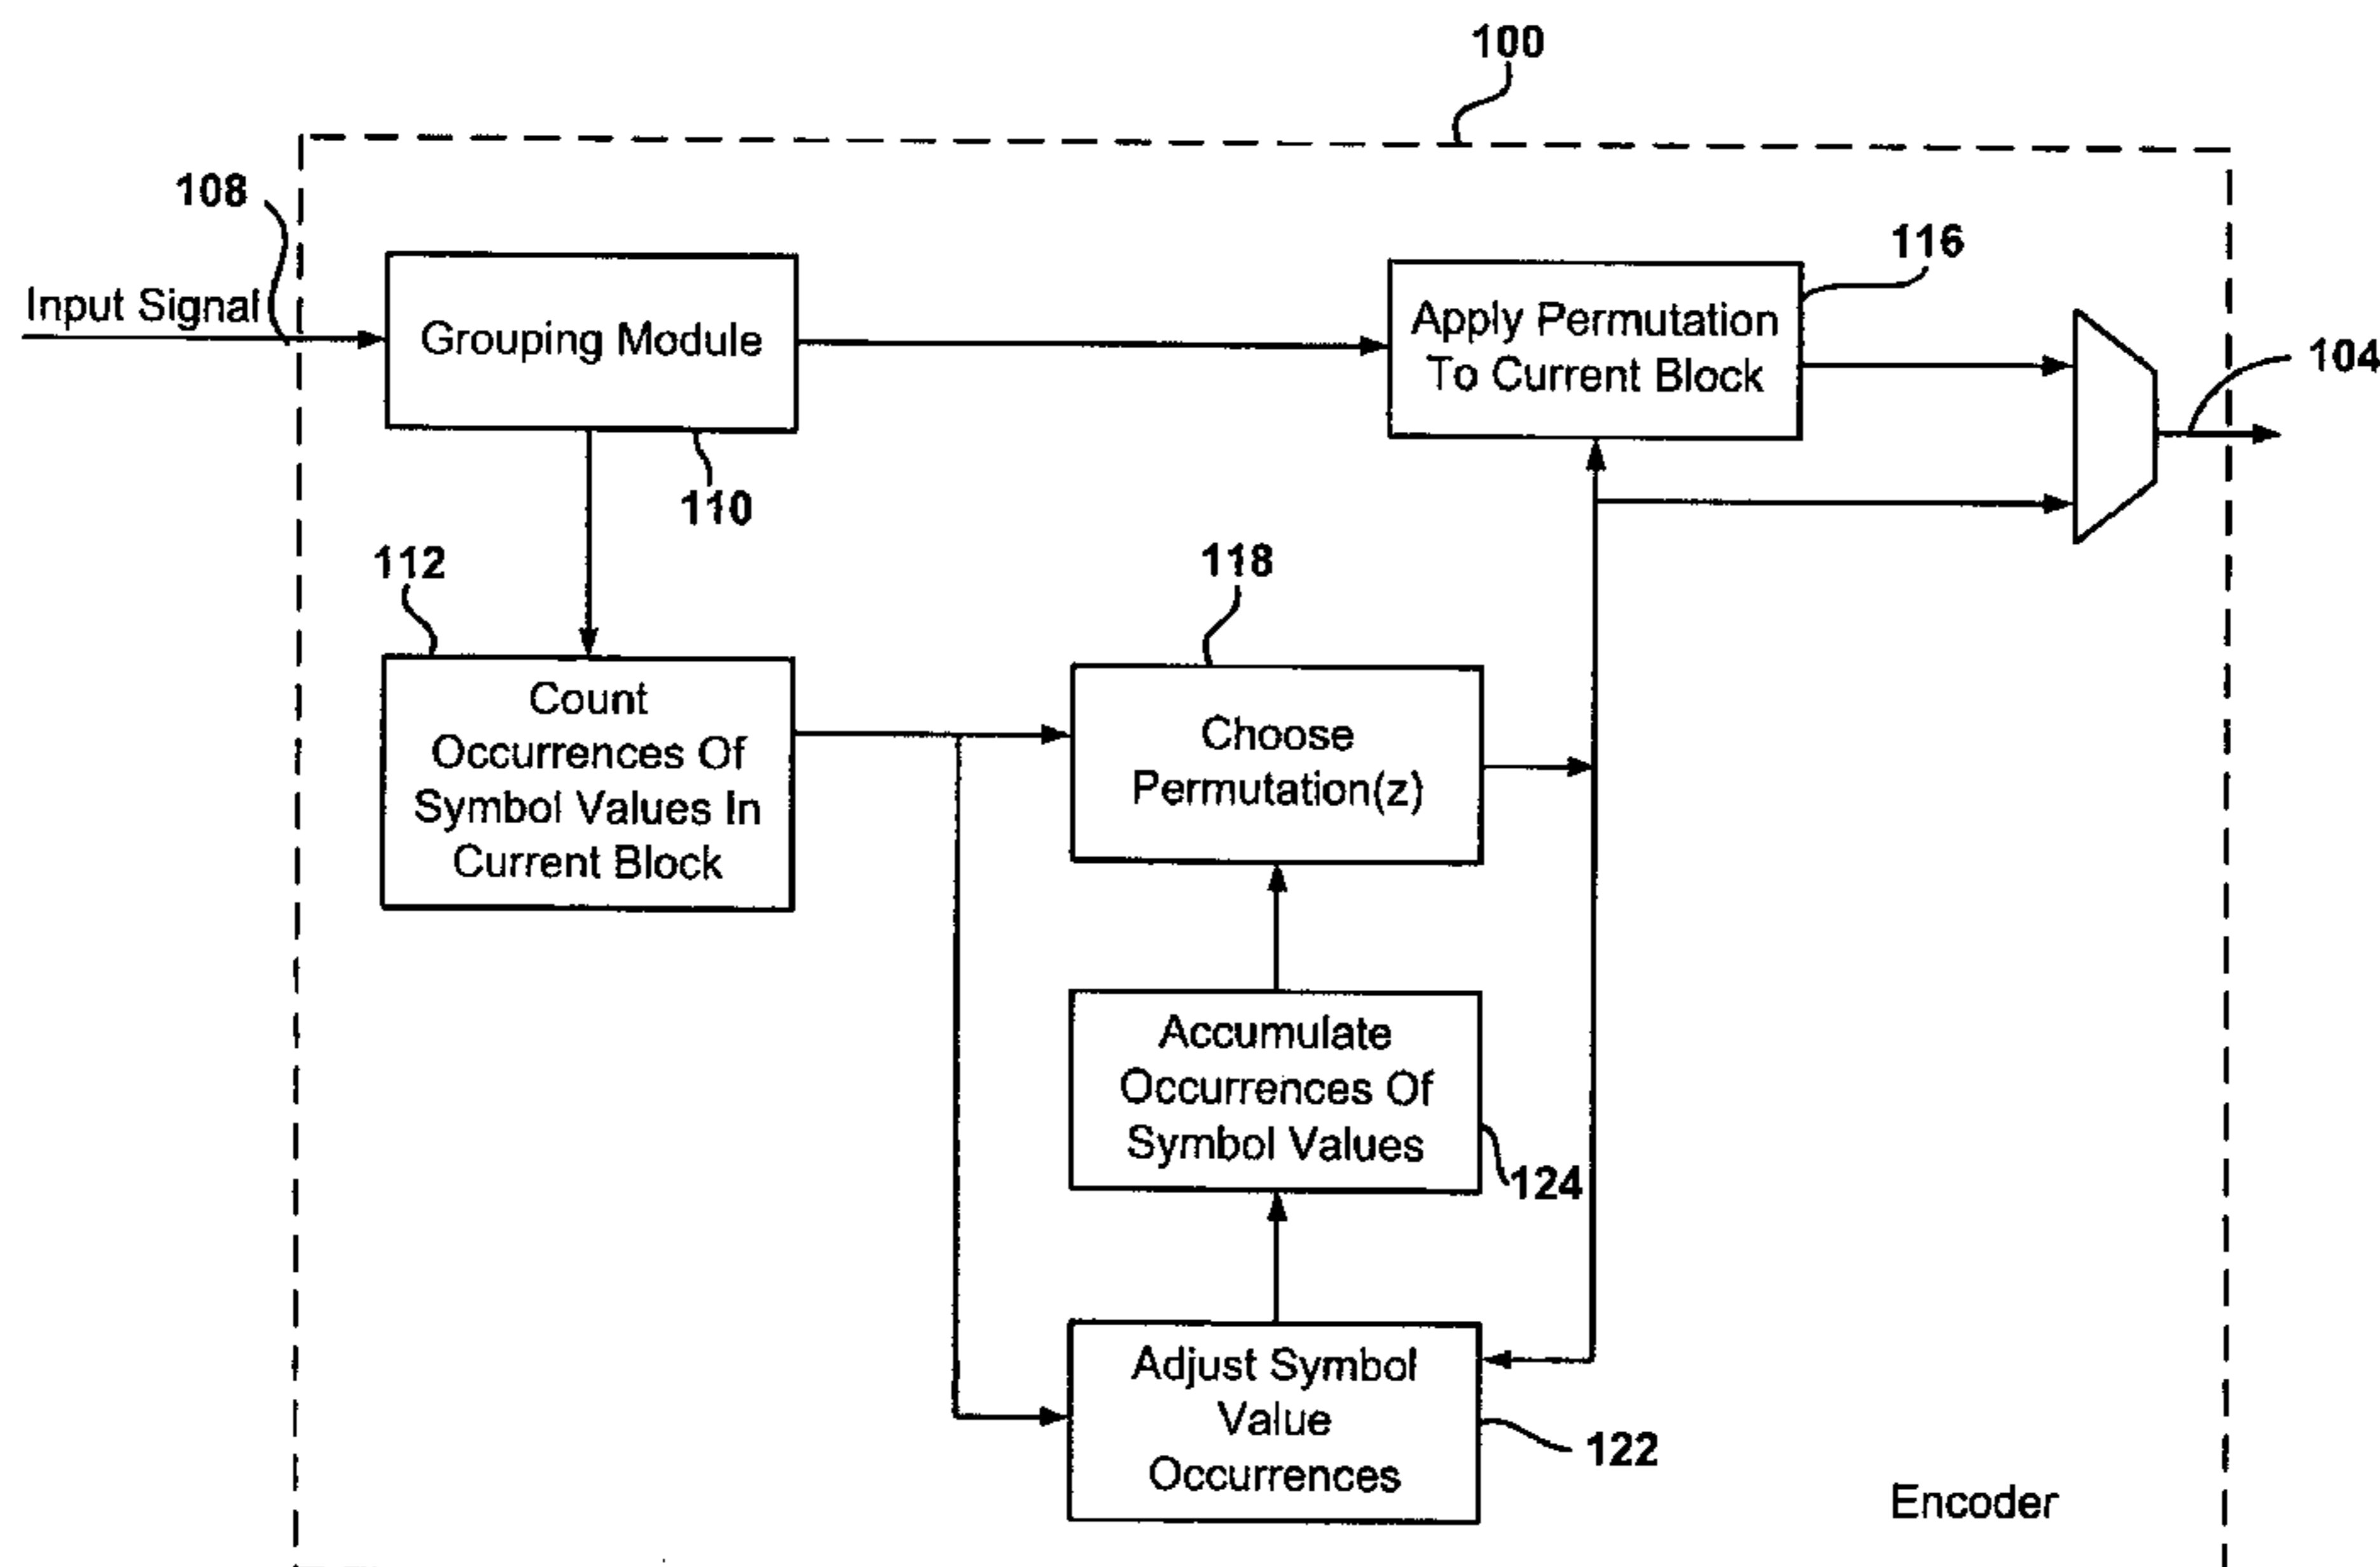 100
108
116
Input Signal
Grouping Module
Apply Permutation
To Current Block
104
110
112
118
Count
Occurrences Of
Symbol Values In
Current Block
Choose
Permutation(z)
Accumulate
Occurrences Of
Symbol Values
124
Adjust Symbol
Value
Occurrences
122
Encoder